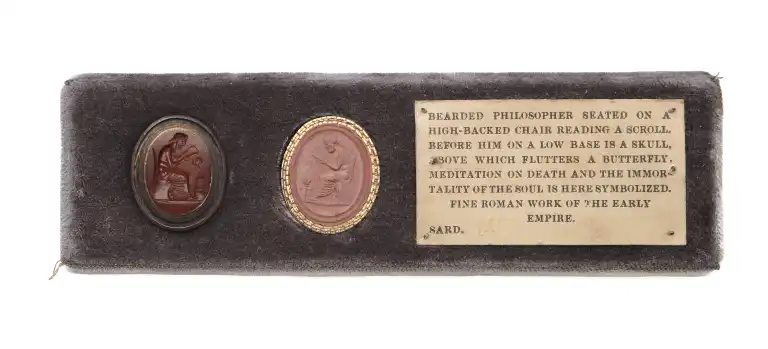 BEARDED PHILOSOPHER SEATED ON A
HIGH-BACKED CHAIR READING A SCROLL.
BEFORE HIM ON A LOW BASE IS A SKULL,
ABOVE WHICH FLUTTERS A BUTTERFLY,
MEDITATION ON DEATH AND THE IMMOR-
TALITY OF THE SOUL IS HERE SYMBOLIZED.
FINE ROMAN WORK OF THE EARLY
EMPIRE.
SARD.